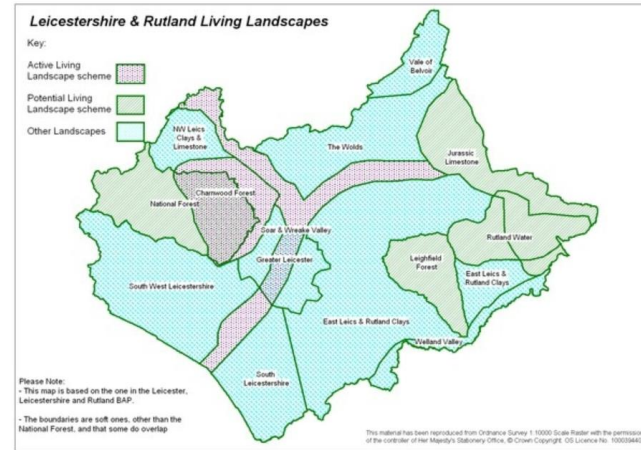 Leicestershire & Rutland Living Landscapes
Key:
Active Living
Landscape scheme
Potential Living
Landscape scheme
Other Landscapes
Vale of
Belvoir
NW Leics
Clays &
Limestone
The Wolds
Jurassic
Limestone
Charnwood Forest
National Forest
Soar & Wreake Valley
Rutland Water
Greater Leicester
Leighfield
Forest
East Leics &
Rutland Clays
South West Leicestershire
East Leics & Rutland Clays
Welland Valley
South
Leicestershire
Please Note:
- This map is based on the one in the Leicester,
Leicestershire and Rutland BAP.
- The boundaries are soft ones, other than the
National Forest, and that some do overlap
This material has been reproduced from Ordnance Survey 1:10000 Scale Raster with the permission
of the controller of Her Majesty's Stationery Office, © Crown Copyright. OS Licence No.